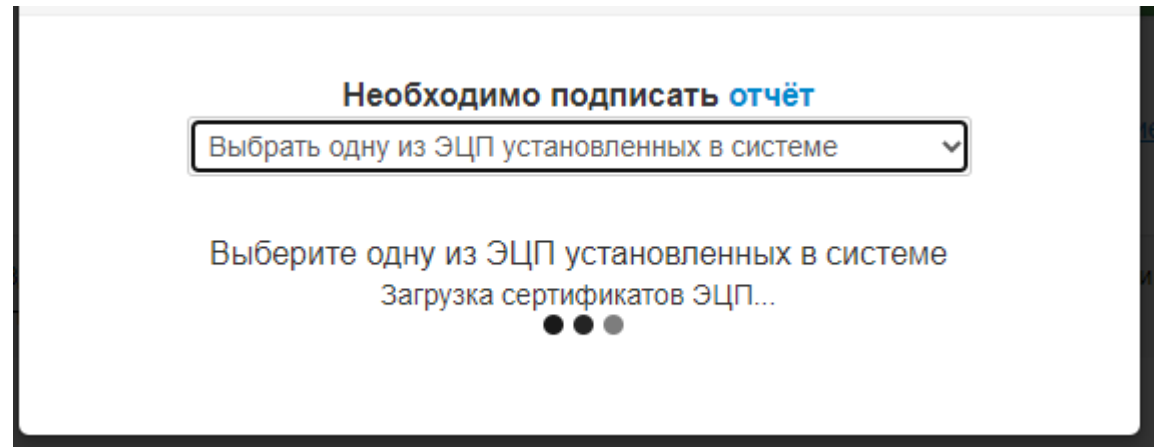 Необходимо подписать отчёт
Выбрать одну из ЭЦП установленных в системе
Выберите одну из ЭЦП установленных в системе
Загрузка сертификатов ЭЦП...